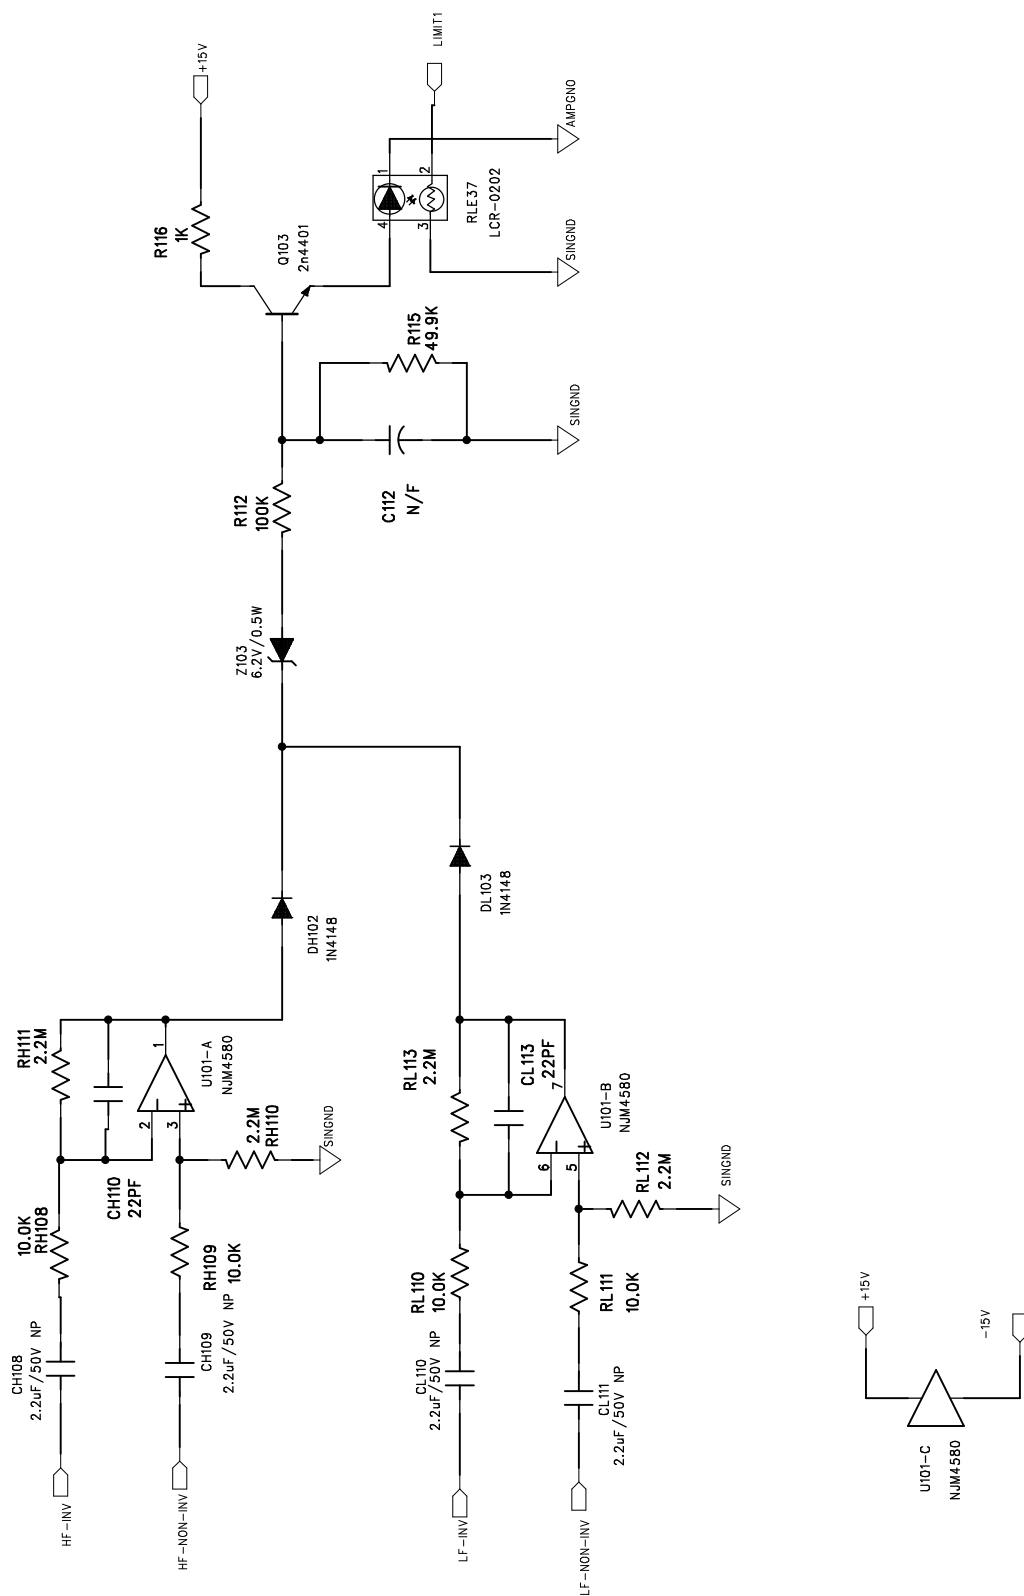 +15V
LIMIT1
AMPGND
R116
1K
Q103
2n4401
1
2
4
3
RLE37
LCR-0202
SINGND
R115
49.9K
SINGND
R112
100K
C112
N/F
Z103
6.2V/0.5W
DH102
1N4148
DL103
1N4148
RH111
2.2M
1
U101-A
NJM4580
2
3
2.2M
RH110
SINGND
CH110
22PF
10.0K
RH108
RH109
10.0K
CH108
2.2uF/50V NP
CH109
2.2uF/50V NP
HF-INV
HF-NON-INV
RL113
2.2M
CL113
22PF
7
U101-B
NJM4580
6
5
RL112
2.2M
SINGND
RL110
10.0K
RL111
10.0K
CL110
2.2uF/50V NP
CL111
2.2uF/50V NP
LF-INV
LF-NON-INV
+15V
-15V
U101-C
NJM4580